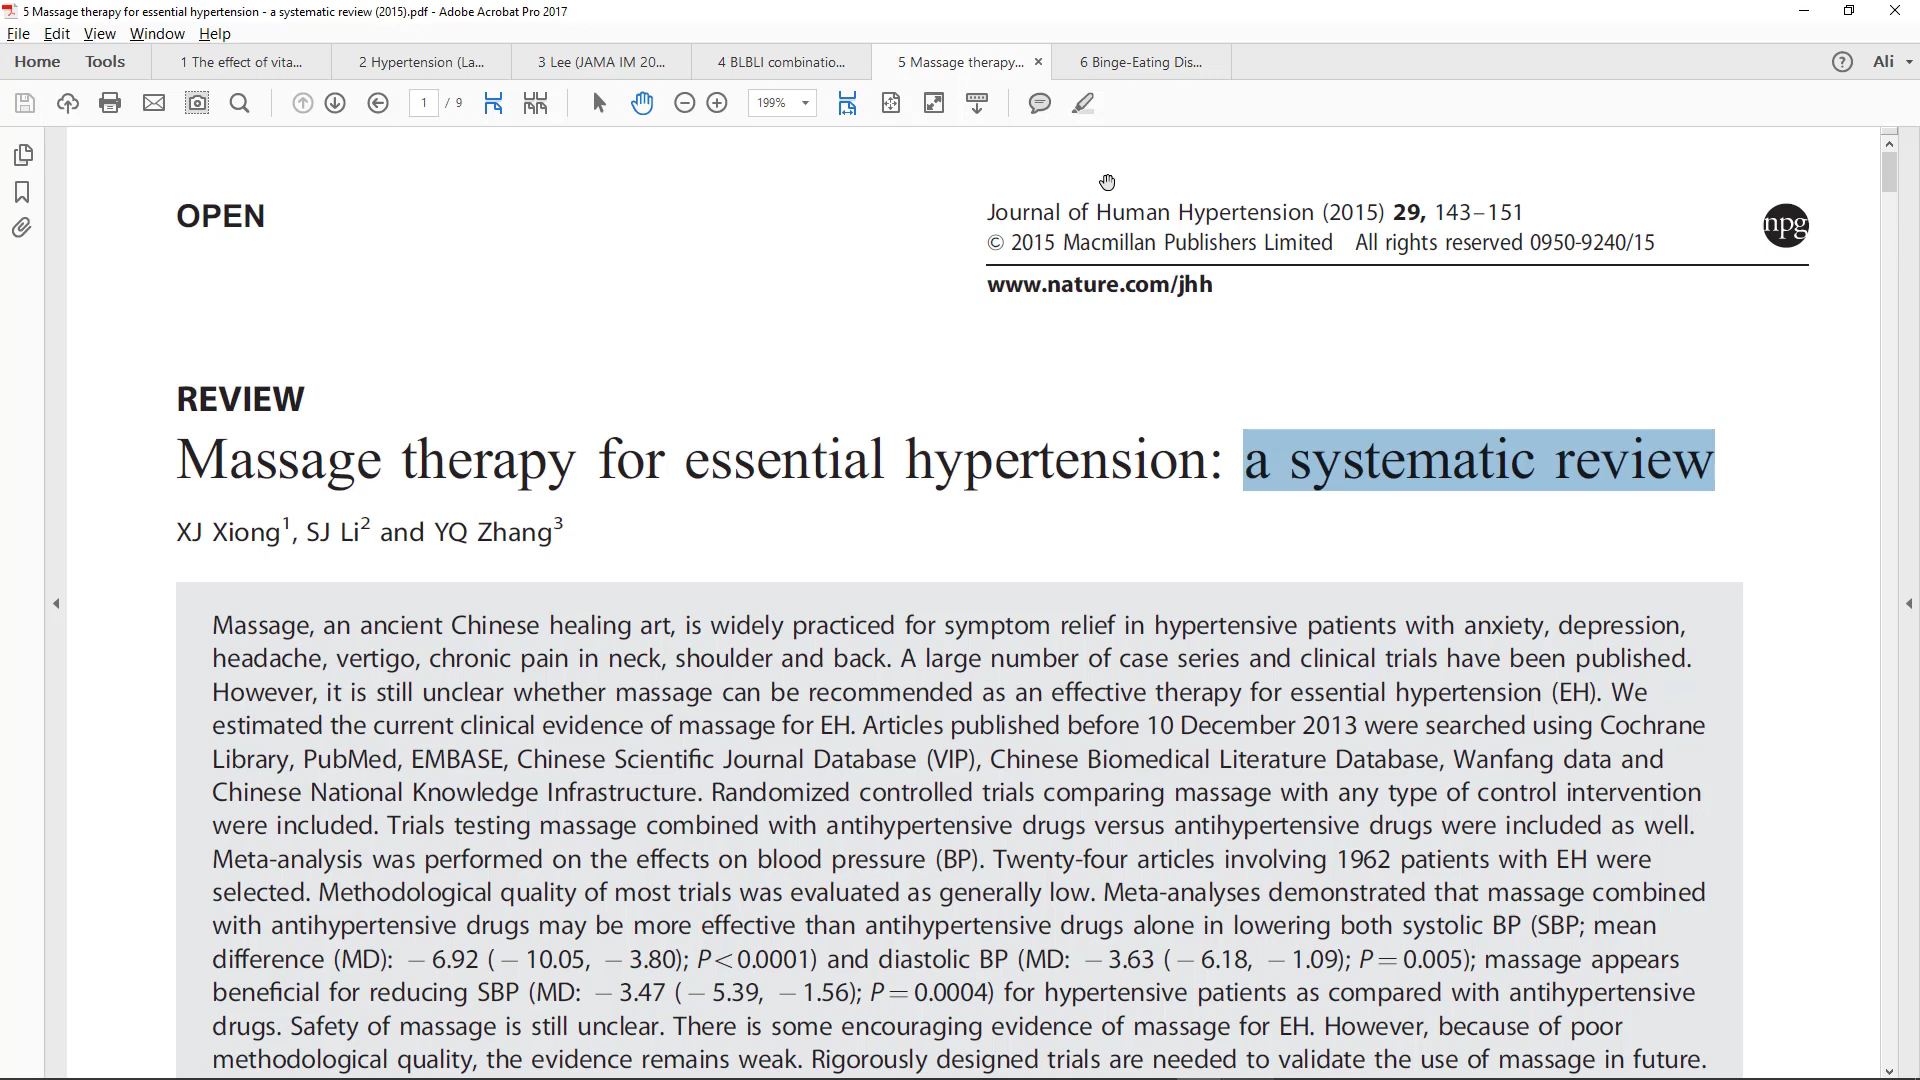 5 Massage therapy for essential hypertension - a systematic review (2015).pdf - Adobe Acrobat Pro 2017
File Edit View Window Help
Home Tools 1 The effect of vita... 2 Hypertension (La... 3 Lee (JAMA IM 20... 4 BLBLI combinatio... 5 Massage therapy... × 6 Binge-Eating Dis... Ali
1 / 9 199%
OPEN
Journal of Human Hypertension (2015) 29, 143–151
© 2015 Macmillan Publishers Limited All rights reserved 0950-9240/15
npg
www.nature.com/jhh
REVIEW
Massage therapy for essential hypertension: a systematic review
XJ Xiong1, SJ Li2 and YQ Zhang3
Massage, an ancient Chinese healing art, is widely practiced for symptom relief in hypertensive patients with anxiety, depression,
headache, vertigo, chronic pain in neck, shoulder and back. A large number of case series and clinical trials have been published.
However, it is still unclear whether massage can be recommended as an effective therapy for essential hypertension (EH). We
estimated the current clinical evidence of massage for EH. Articles published before 10 December 2013 were searched using Cochrane
Library, PubMed, EMBASE, Chinese Scientific Journal Database (VIP), Chinese Biomedical Literature Database, Wanfang data and
Chinese National Knowledge Infrastructure. Randomized controlled trials comparing massage with any type of control intervention
were included. Trials testing massage combined with antihypertensive drugs versus antihypertensive drugs were included as well.
Meta-analysis was performed on the effects on blood pressure (BP). Twenty-four articles involving 1962 patients with EH were
selected. Methodological quality of most trials was evaluated as generally low. Meta-analyses demonstrated that massage combined
with antihypertensive drugs may be more effective than antihypertensive drugs alone in lowering both systolic BP (SBP; mean
difference (MD): − 6.92 (− 10.05, − 3.80); P<0.0001) and diastolic BP (MD: − 3.63 (− 6.18, − 1.09); P = 0.005); massage appears
beneficial for reducing SBP (MD: − 3.47 (− 5.39, − 1.56); P = 0.0004) for hypertensive patients as compared with antihypertensive
drugs. Safety of massage is still unclear. There is some encouraging evidence of massage for EH. However, because of poor
methodological quality, the evidence remains weak. Rigorously designed trials are needed to validate the use of massage in future.